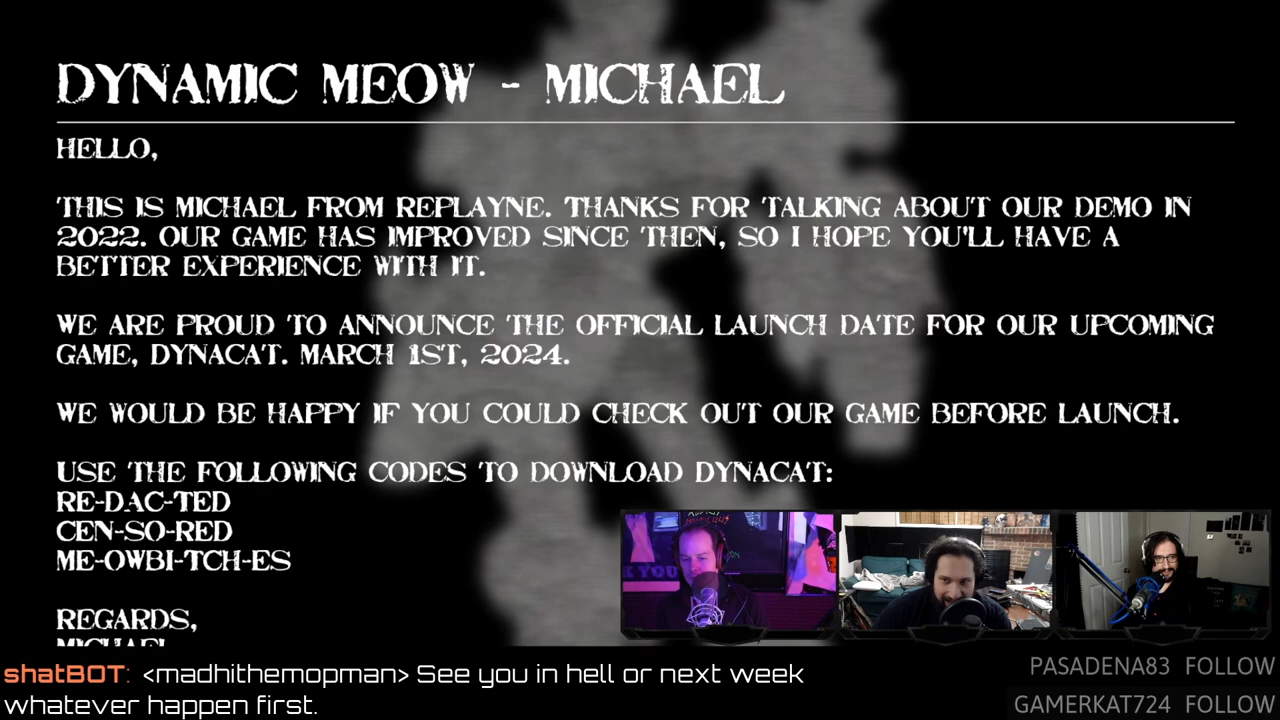 DYNAMIC MEOW - MICHAEL
HELLO,
THIS IS MICHAEL FROM REPLAYNE. THANKS FOR TALKING ABOUT OUR DEMO IN
2022. OUR GAME HAS IMPROVED SINCE THEN, SO I HOPE YOU'LL HAVE A
BETTER EXPERIENCE WITH IT.
WE ARE PROUD TO ANNOUNCE THE OFFICIAL LAUNCH DATE FOR OUR UPCOMING
GAME, DYNACAT. MARCH 1ST, 2024.
WE WOULD BE HAPPY IF YOU COULD CHECK OUT OUR GAME BEFORE LAUNCH.
USE THE FOLLOWING CODES TO DOWNLOAD DYNACAT:
RE-DAC-TED
CEN-SO-RED
ME-OWBI-TCH-ES
REGARDS,
MICHAEL
shatBOT: <madhithemopman> See you in hell or next week
whatever happen first.
PASADENA83 FOLLOW
GAMERKAT724 FOLLOW